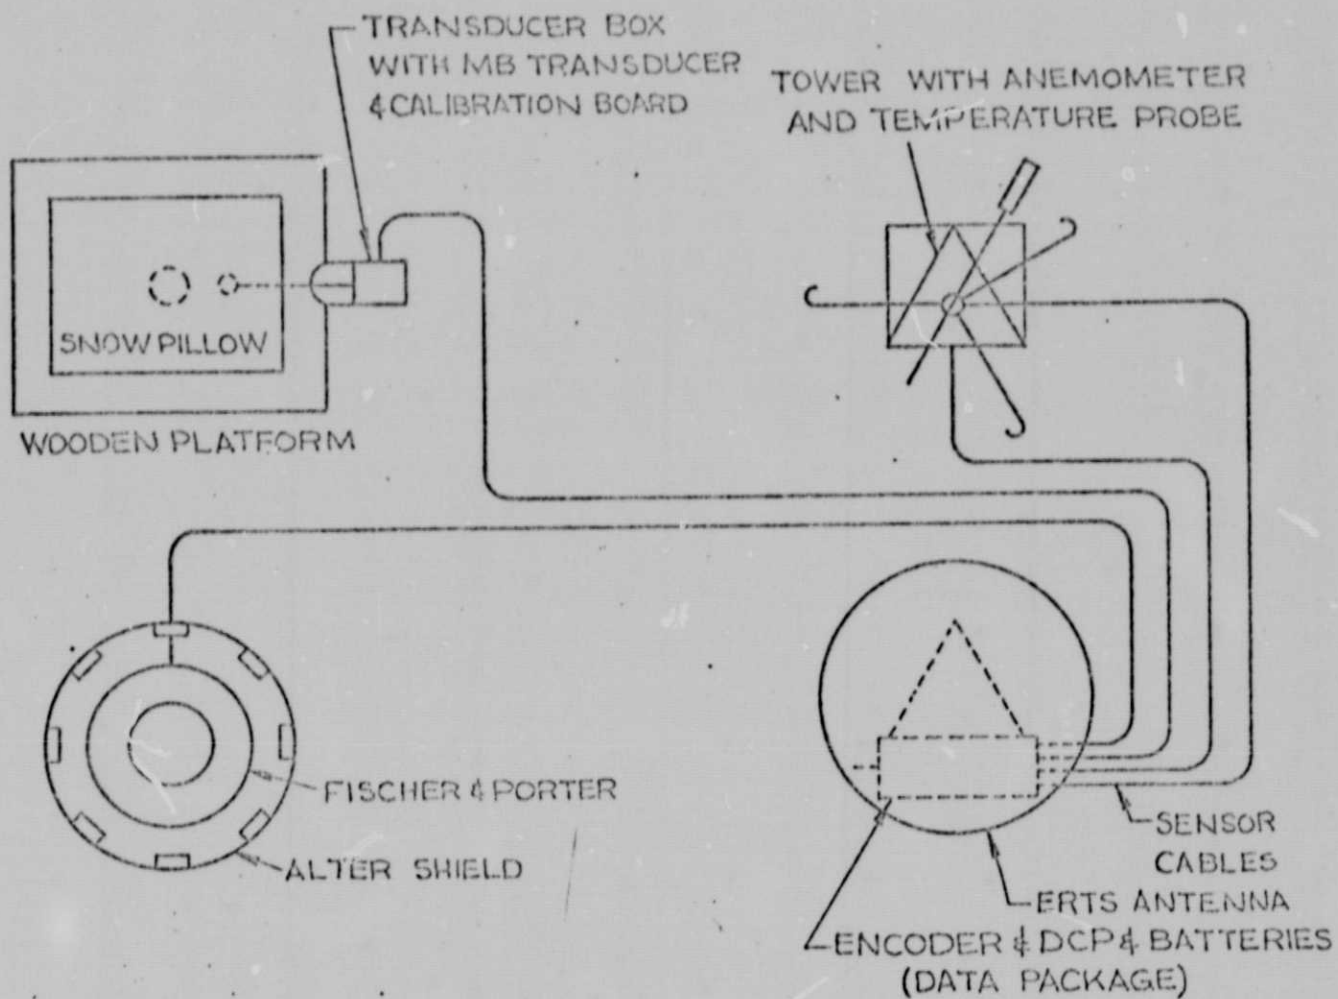 TRANSDUCER BOX
WITH MB TRANSDUCER
& CALIBRATION BOARD
TOWER WITH ANEMOMETER
AND TEMPERATURE PROBE
SNOW PILLOW
WOODEN PLATFORM
FISCHER & PORTER
ALTER SHIELD
SENSOR
CABLES
ERTS ANTENNA
ENCODER & DCP & BATTERIES
(DATA PACKAGE)